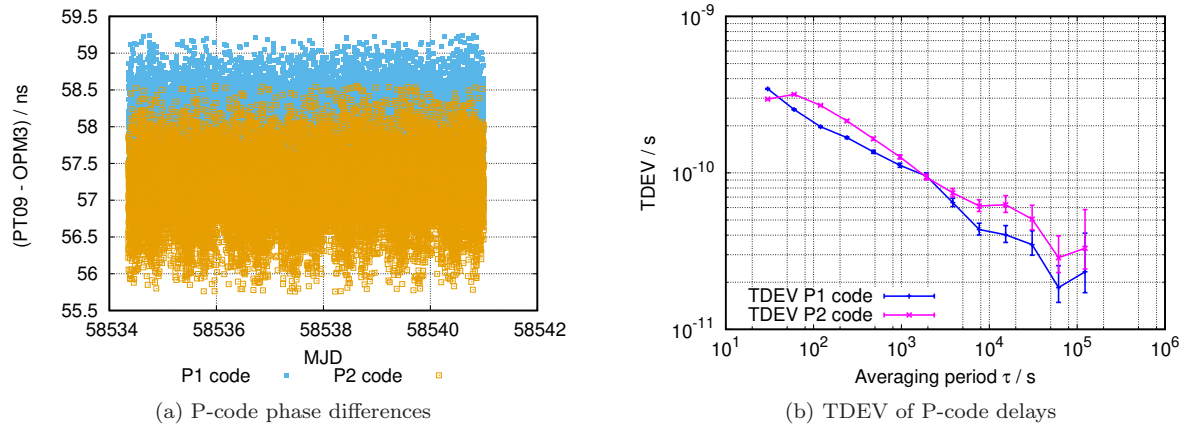 59.5
59
58.5
58
57.5
57
56.5
56
55.5
(PT09 - OPM3) / ns
58534 58536 58538 58540 58542
MJD
P1 code P2 code
(a) P-code phase differences
10^-9
10^-10
10^-11
TDEV / s
TDEV P1 code
TDEV P2 code
10^1 10^2 10^3 10^4 10^5 10^6
Averaging period τ / s
(b) TDEV of P-code delays